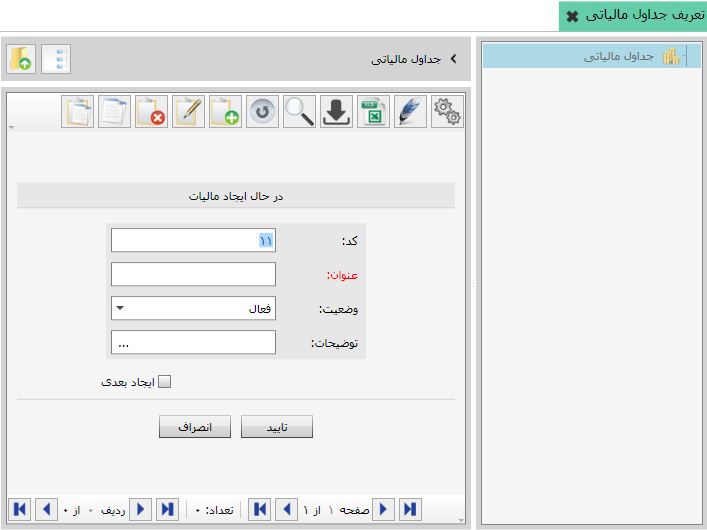 تعریف جداول مالیاتی
جداول مالیاتی
جداول مالیاتی
در حال ایجاد مالیات
کد: ۱۱
عنوان:
وضعیت: فعال
توضیحات: ...
ایجاد بعدی
تایید انصراف
صفحه ۱ از ۱ تعداد: ۰ ردیف ۰ از ۰